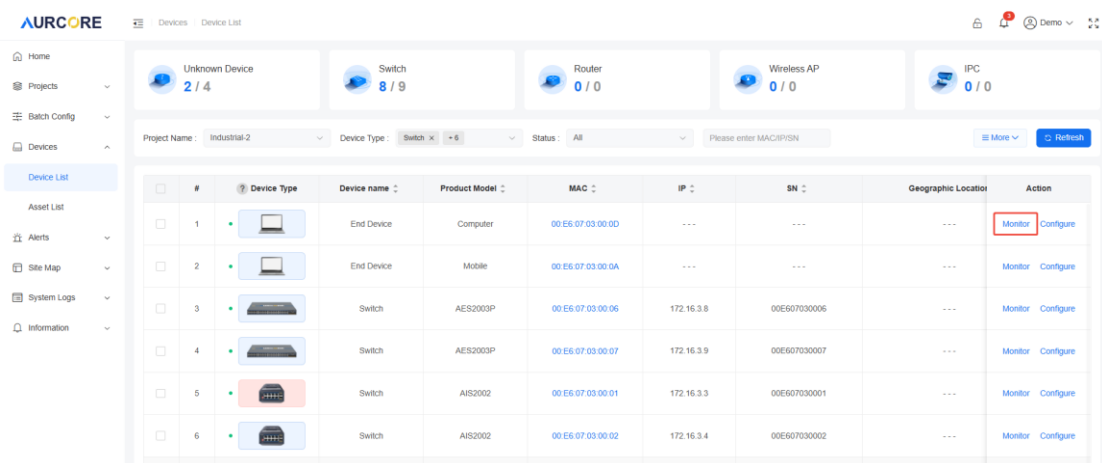 AURCORE
Devices Device List
3
Demo
Home
Projects
Batch Config
Devices
Device List
Asset List
Alerts
Site Map
System Logs
Information
Unknown Device
2 / 4
Switch
8 / 9
Router
0 / 0
Wireless AP
0 / 0
IPC
0 / 0
Project Name : Industrial-2 Device Type : Switch × + 6 Status : All Please enter MAC/IP/SN More Refresh
# ? Device Type Device name Product Model MAC IP SN Geographic Location Action
1 End Device Computer 00:E6:07:03:00:0D - - - - - - - - - Monitor Configure
2 End Device Mobile 00:E6:07:03:00:0A - - - - - - - - - Monitor Configure
3 Switch AES2003P 00:E6:07:03:00:06 172.16.3.8 00E607030006 - - - Monitor Configure
4 Switch AES2003P 00:E6:07:03:00:07 172.16.3.9 00E607030007 - - - Monitor Configure
5 Switch AIS2002 00:E6:07:03:00:01 172.16.3.3 00E607030001 - - - Monitor Configure
6 Switch AIS2002 00:E6:07:03:00:02 172.16.3.4 00E607030002 - - - Monitor Configure